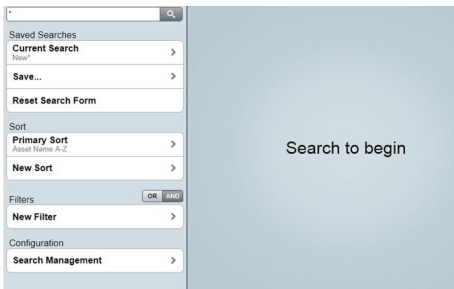 *
Saved Searches
Current Search
New*
Save...
Reset Search Form
Sort
Primary Sort
Asset Name A-Z
New Sort
Filters
OR AND
New Filter
Configuration
Search Management
Search to begin